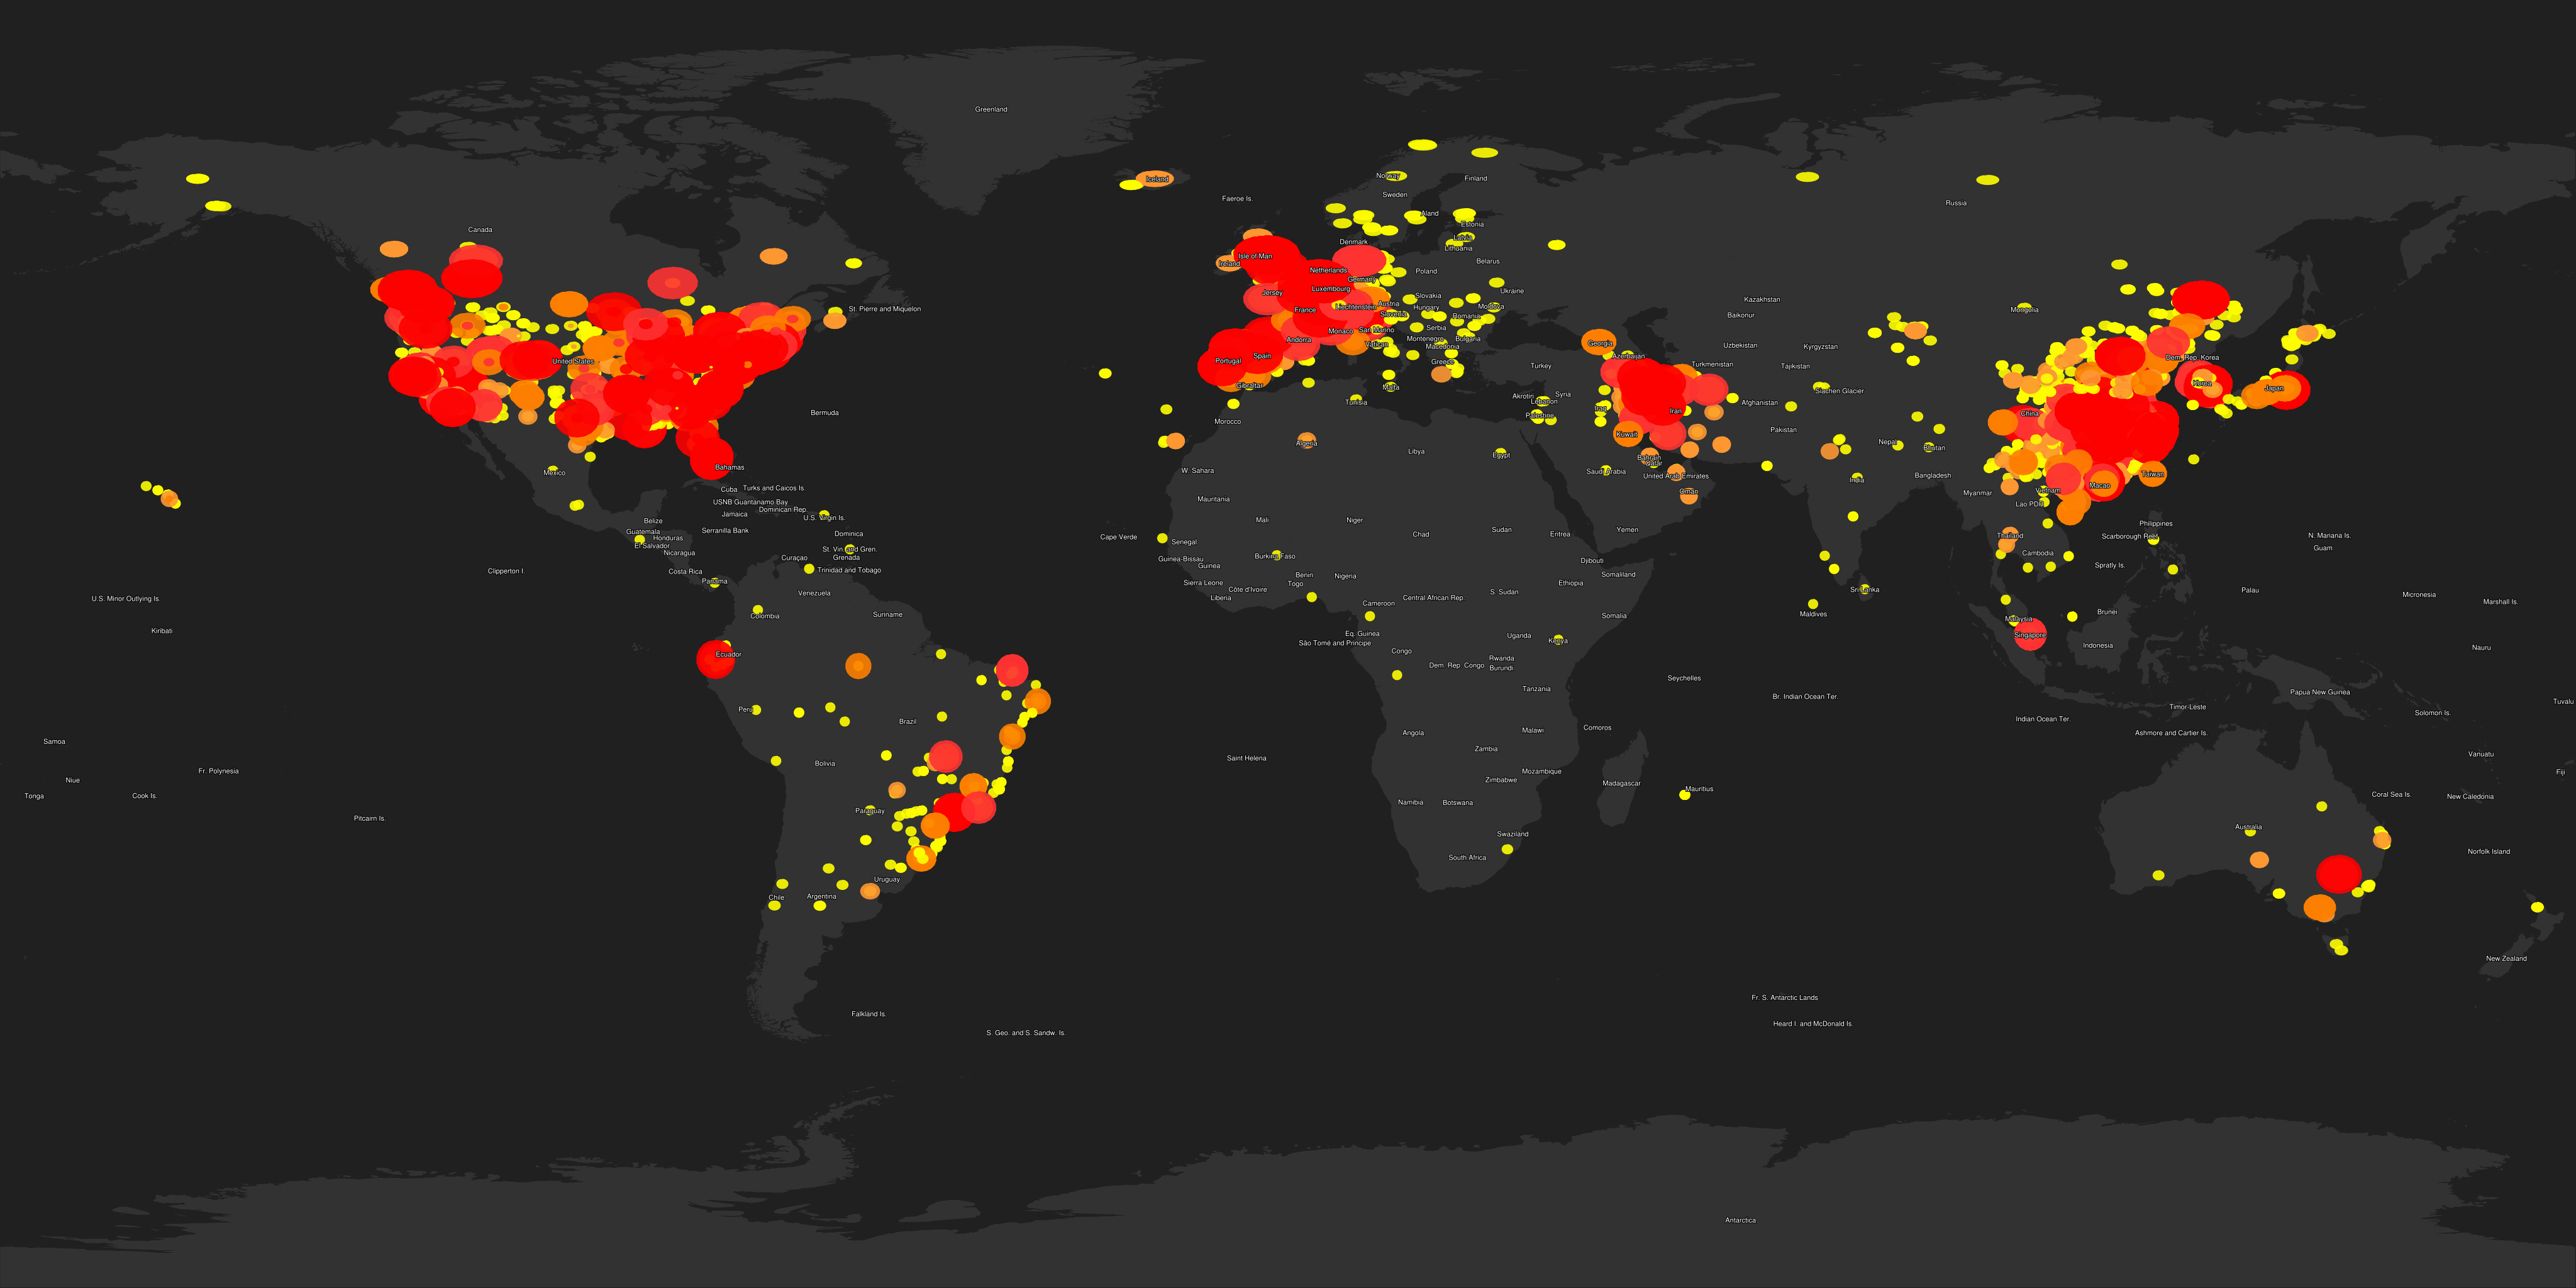 Greenland
Iceland
Norway
Finland
Sweden
Faeroe Is.
Russia
Aland
Estonia
Canada
Latvia
Lithuania
Denmark
Isle of Man
Ireland
Belarus
Netherlands
Poland
Germany
Luxembourg
Jersey
Ukraine
Slovakia
Kazakhstan
Austria
Liechtenstein
Hungary
Moldova
St. Pierre and Miquelon
France
Mongolia
Slovenia
Romania
Baikonur
Serbia
Monaco
San Marino
Montenegro
Bulgaria
Andorra
Vatican
Georgia
Uzbekistan
Kyrgyzstan
Macedonia
Azerbaijan
Dem. Rep. Korea
Spain
Portugal
United States
Greece
Turkey
Turkmenistan
Tajikistan
Gibraltar
Malta
Korea
Japan
Siachen Glacier
Syria
Akrotiri
Lebanon
Tunisia
Afghanistan
Iraq
Iran
Bermuda
China
Palestine
Morocco
Pakistan
Kuwait
Algeria
Nepal
Bhutan
Libya
Egypt
Bahrain
Qatar
Bahamas
W. Sahara
Saudi Arabia
Mexico
United Arab Emirates
Taiwan
Bangladesh
India
Macao
Cuba
Turks and Caicos Is.
Oman
Vietnam
Myanmar
Mauritania
USNB Guantanamo Bay
Lao PDR
Dominican Rep.
Jamaica
U.S. Virgin Is.
Mali
Niger
Belize
Philippines
Serranilla Bank
Sudan
Yemen
Eritrea
Guatemala
Dominica
Chad
Thailand
Scarborough Reef
N. Mariana Is.
Honduras
Cape Verde
Senegal
El Salvador
Guam
St. Vin. and Gren.
Nicaragua
Cambodia
Burkina Faso
Curaçao
Grenada
Guinea-Bissau
Djibouti
Guinea
Spratly Is.
Clipperton I.
Costa Rica
Trinidad and Tobago
Benin
Nigeria
Somaliland
Panama
Sierra Leone
Togo
Ethiopia
Côte d'Ivoire
Sri Lanka
Palau
Venezuela
S. Sudan
Micronesia
U.S. Minor Outlying Is.
Liberia
Central African Rep.
Marshall Is.
Cameroon
Maldives
Colombia
Suriname
Somalia
Brunei
Malaysia
Kiribati
Eq. Guinea
Uganda
Singapore
São Tomé and Principe
Kenya
Indonesia
Congo
Nauru
Ecuador
Rwanda
Dem. Rep. Congo
Burundi
Seychelles
Tanzania
Papua New Guinea
Br. Indian Ocean Ter.
Tuvalu
Peru
Timor-Leste
Solomon Is.
Brazil
Indian Ocean Ter.
Comoros
Angola
Malawi
Ashmore and Cartier Is.
Samoa
Zambia
Vanuatu
Saint Helena
Bolivia
Fr. Polynesia
Mozambique
Fiji
Niue
Zimbabwe
Madagascar
Mauritius
Tonga
Cook Is.
Coral Sea Is.
New Caledonia
Namibia
Botswana
Paraguay
Pitcairn Is.
Australia
Swaziland
Norfolk Island
South Africa
Uruguay
Argentina
Chile
New Zealand
Fr. S. Antarctic Lands
Falkland Is.
Heard I. and McDonald Is.
S. Geo. and S. Sandw. Is.
Antarctica